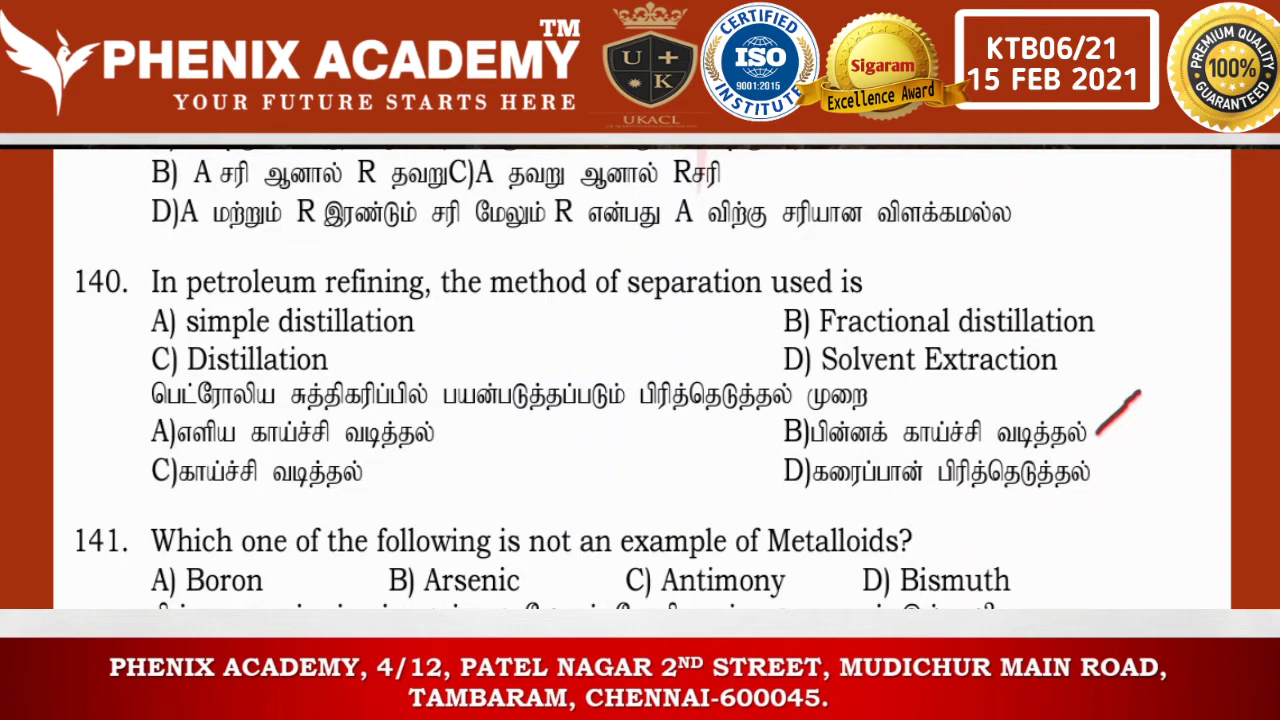 TM
PHENIX ACADEMY
YOUR FUTURE STARTS HERE
U K
UKACL
CERTIFIED
ISO
9001:2015
INSTITUTE
Sigaram
Excellence Award
KTB06/21
15 FEB 2021
PREMIUM QUALITY
100%
GUARANTEED
B) A சரி ஆனால் R தவறுC)A தவறு ஆனால் Rசரி
D)A மற்றும் R இரண்டும் சரி மேலும் R என்பது A விற்கு சரியான விளக்கமல்ல
140. In petroleum refining, the method of separation used is
A) simple distillation B) Fractional distillation
C) Distillation D) Solvent Extraction
பெட்ரோலிய சுத்திகரிப்பில் பயன்படுத்தப்படும் பிரித்தெடுத்தல் முறை
A)எளிய காய்ச்சி வடித்தல் B)பின்னக் காய்ச்சி வடித்தல்
C)காய்ச்சி வடித்தல் D)கரைப்பான் பிரித்தெடுத்தல்
141. Which one of the following is not an example of Metalloids?
A) Boron B) Arsenic C) Antimony D) Bismuth
PHENIX ACADEMY, 4/12, PATEL NAGAR 2ND STREET, MUDICHUR MAIN ROAD,
TAMBARAM, CHENNAI-600045.